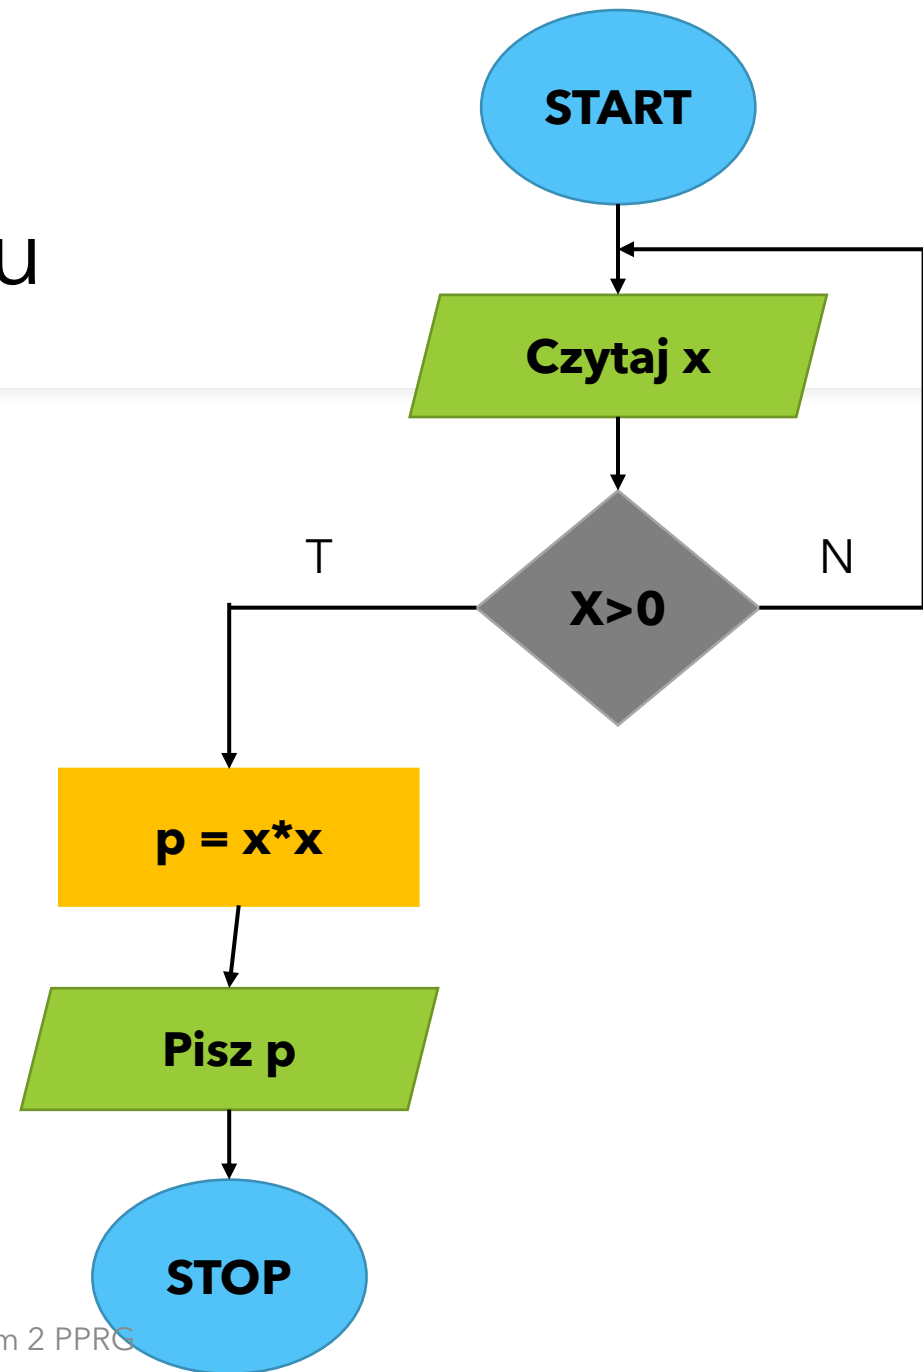 START
u
Czytaj x
T
N
X>0
p = x*x
Pisz p
STOP
m 2 PPRG